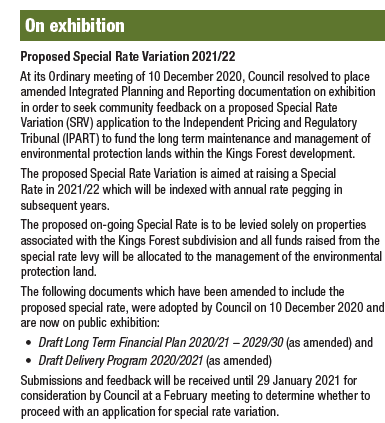 On exhibition
Proposed Special Rate Variation 2021/22
At its Ordinary meeting of 10 December 2020, Council resolved to place
amended Integrated Planning and Reporting documentation on exhibition
in order to seek community feedback on a proposed Special Rate
Variation (SRV) application to the Independent Pricing and Regulatory
Tribunal (IPART) to fund the long term maintenance and management of
environmental protection lands within the Kings Forest development.
The proposed Special Rate Variation is aimed at raising a Special
Rate in 2021/22 which will be indexed with annual rate pegging in
subsequent years.
The proposed on-going Special Rate is to be levied solely on properties
associated with the Kings Forest subdivision and all funds raised from the
special rate levy will be allocated to the management of the environmental
protection land.
The following documents which have been amended to include the
proposed special rate, were adopted by Council on 10 December 2020 and
are now on public exhibition:
• Draft Long Term Financial Plan 2020/21 – 2029/30 (as amended) and
• Draft Delivery Program 2020/2021 (as amended)
Submissions and feedback will be received until 29 January 2021 for
consideration by Council at a February meeting to determine whether to
proceed with an application for special rate variation.